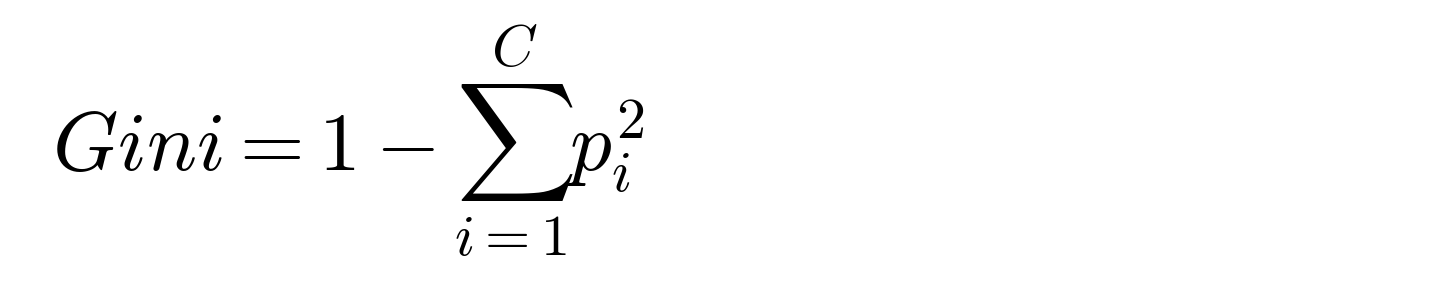 Gini = 1 − ∑_{i=1}^{C} p_i^2